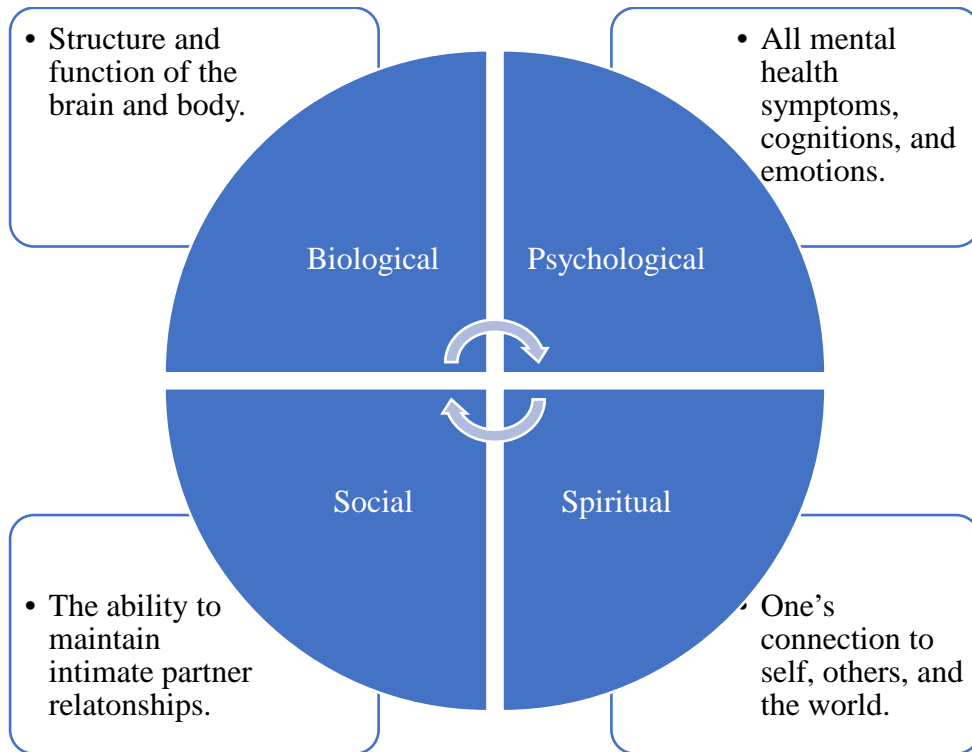 • Structure and
function of the
brain and body.
• All mental
health
symptoms,
cognitions, and
emotions.
Biological
Psychological
Social
Spiritual
• The ability to
maintain
intimate partner
relatonships.
• One’s
connection to
self, others, and
the world.